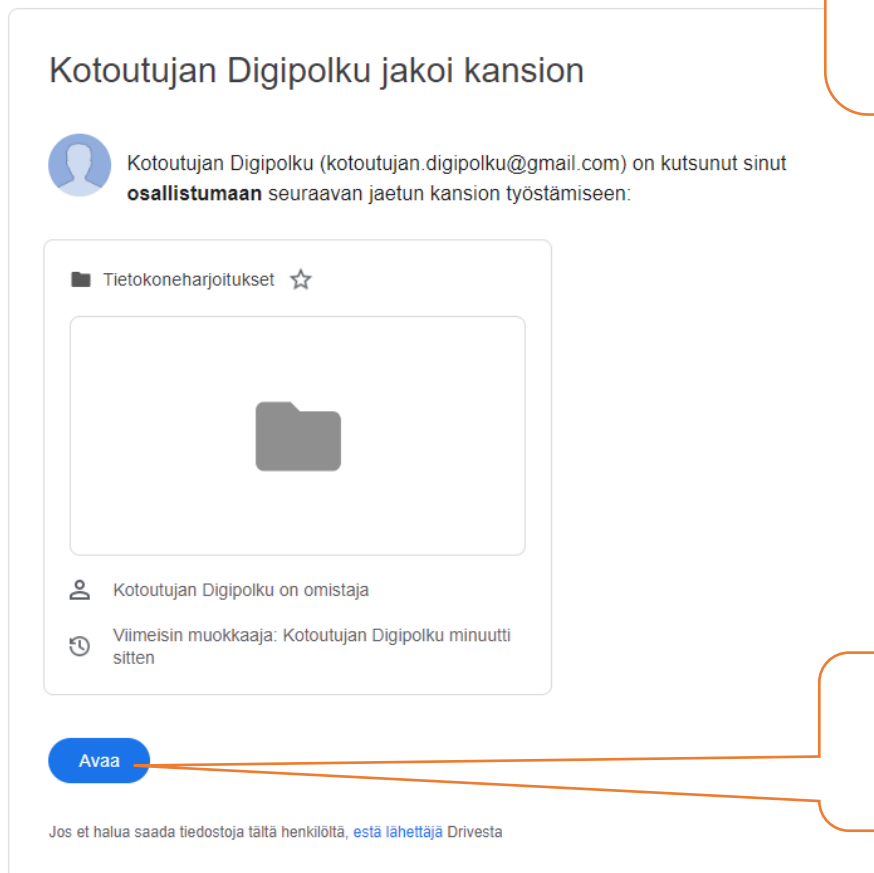 Kotoutujan Digipolku jakoi kansion
Kotoutujan Digipolku (kotoutujan.digipolku@gmail.com) on kutsunut sinut
osallistumaan seuraavan jaetun kansion työstämiseen:
Tietokoneharjoitukset
Kotoutujan Digipolku on omistaja
Viimeisin muokkaaja: Kotoutujan Digipolku minuutti
sitten
Avaa
Jos et halua saada tiedostoja tältä henkilöltä, estä lähettäjä Drivesta